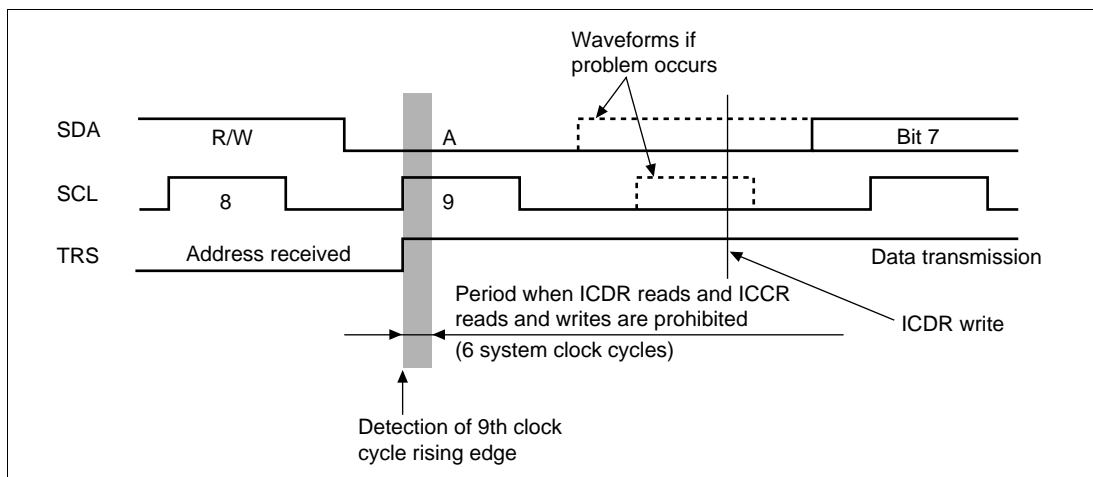 Waveforms if
problem occurs
SDA
R/W
A
Bit 7
SCL
8
9
TRS
Address received
Data transmission
Period when ICDR reads and ICCR
reads and writes are prohibited
(6 system clock cycles)
ICDR write
Detection of 9th clock
cycle rising edge